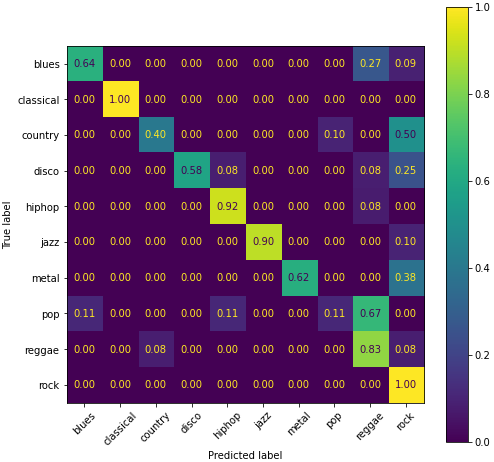 1.0
blues 0.64 0.00 0.00 0.00 0.00 0.00 0.00 0.00 0.27 0.09
classical 0.00 1.00 0.00 0.00 0.00 0.00 0.00 0.00 0.00 0.00
0.8
country 0.00 0.00 0.40 0.00 0.00 0.00 0.00 0.10 0.00 0.50
disco 0.00 0.00 0.00 0.58 0.08 0.00 0.00 0.00 0.08 0.25
0.6
hiphop 0.00 0.00 0.00 0.00 0.92 0.00 0.00 0.00 0.08 0.00
True label
jazz 0.00 0.00 0.00 0.00 0.00 0.90 0.00 0.00 0.00 0.10
0.4
metal 0.00 0.00 0.00 0.00 0.00 0.00 0.62 0.00 0.00 0.38
pop 0.11 0.00 0.00 0.00 0.11 0.00 0.00 0.11 0.67 0.00
0.2
reggae 0.00 0.00 0.08 0.00 0.00 0.00 0.00 0.00 0.83 0.08
rock 0.00 0.00 0.00 0.00 0.00 0.00 0.00 0.00 0.00 1.00
0.0
blues classical country disco hiphop jazz metal pop reggae rock
Predicted label